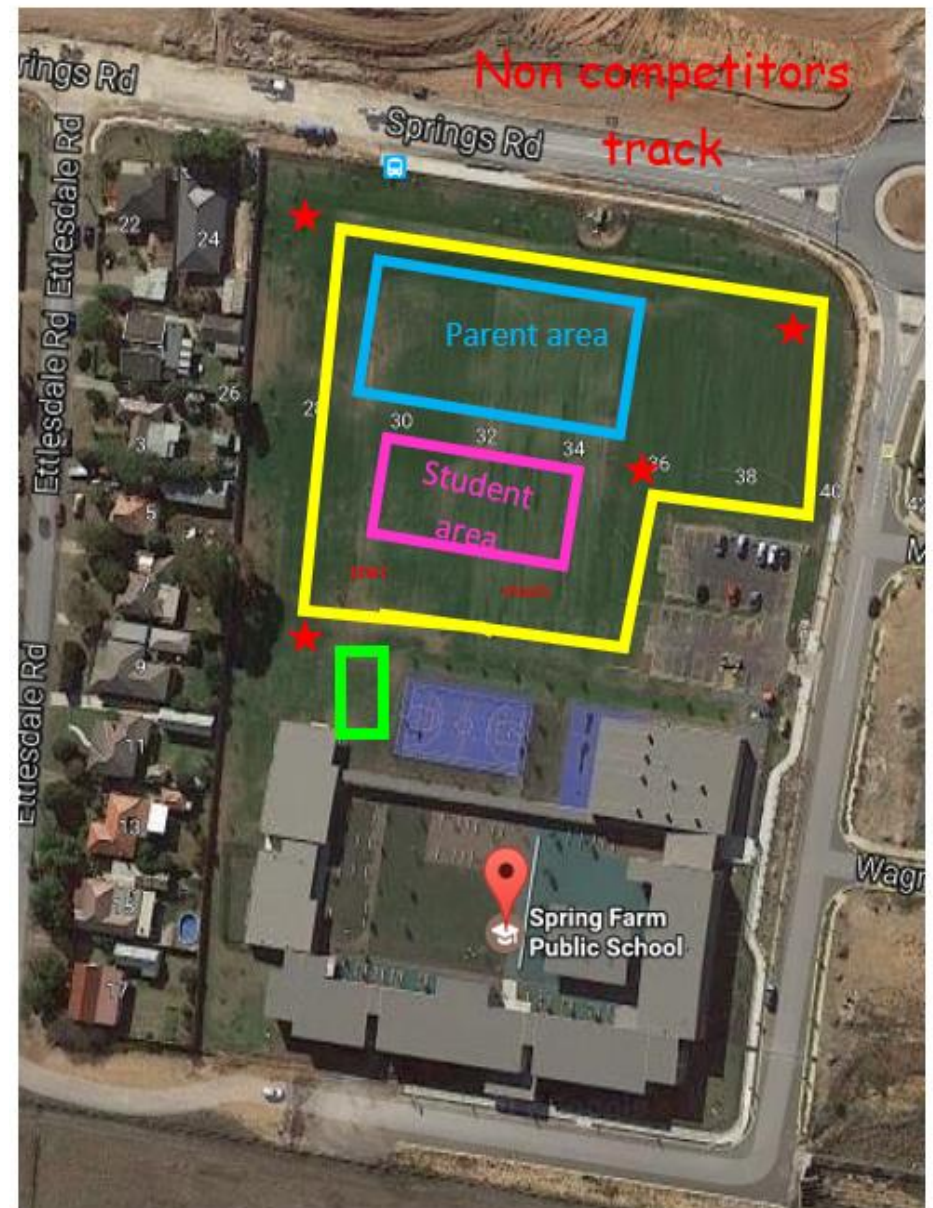 Non competitors
track
rings Rd
Springs Rd
Ettlesdale Rd
22
24
Parent area
Ettlesdale Rd
26
28
30
32
34
36
38
40
42
3
Student
area
5
M
9
Ettlesdale Rd
11
13
15
17
Wagn
Spring Farm
Public School